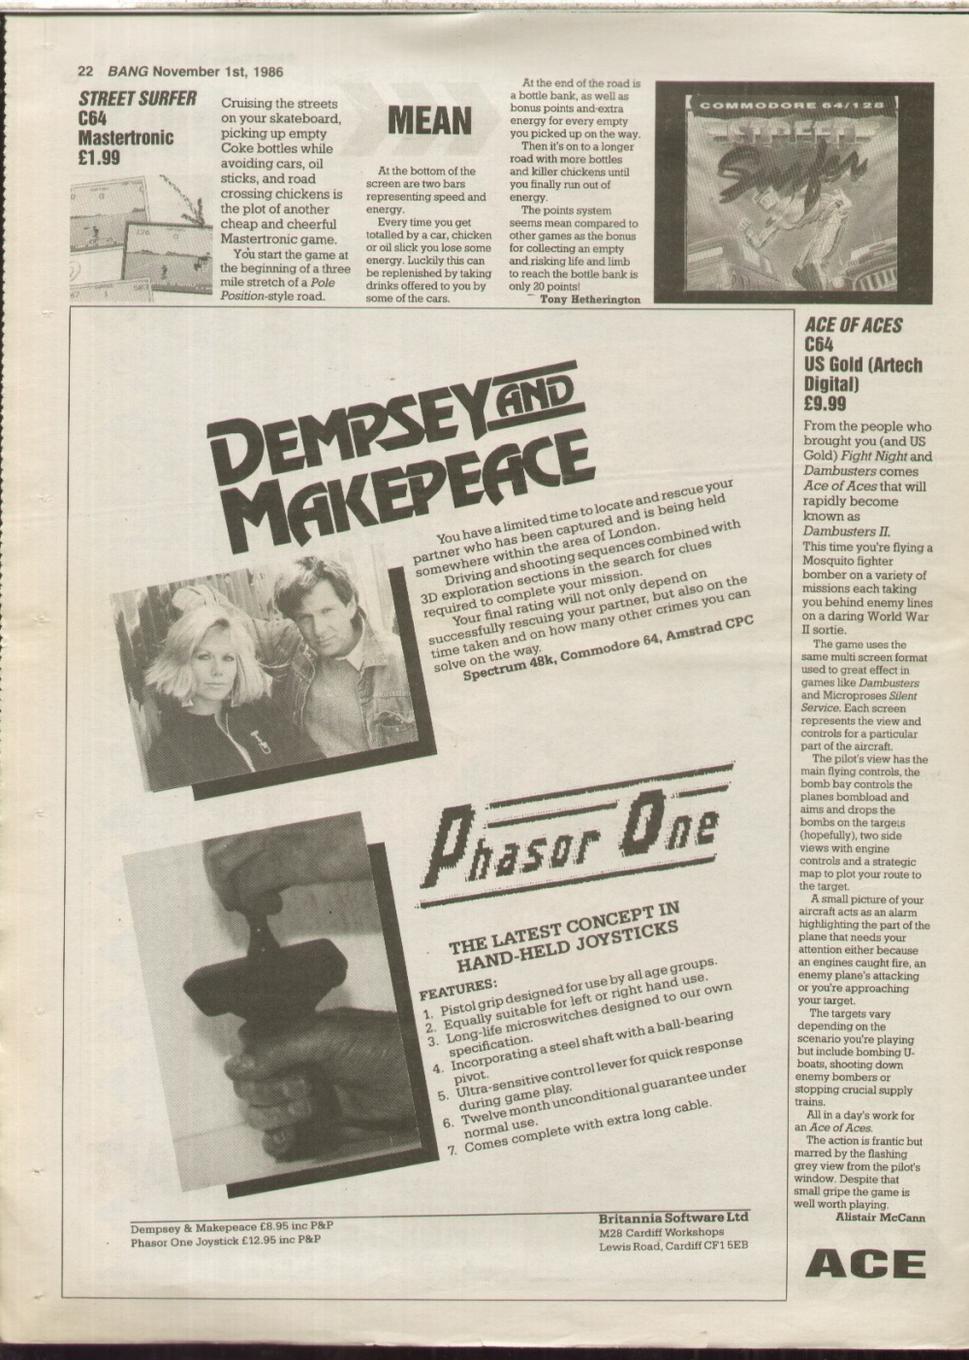 22 BANG November 1st, 1986
STREET SURFER
C64
Mastertronic
£1.99
Cruising the streets
on your skateboard,
picking up empty
Coke bottles while
avoiding cars, oil
sticks, and road
crossing chickens is
the plot of another
cheap and cheerful
Mastertronic game.
You start the game at
the beginning of a three
mile stretch of a Pole
Position-style road.
MEAN
At the bottom of the
screen are two bars
representing speed and
energy.
Every time you get
totalled by a car, chicken
or oil slick you lose some
energy. Luckily this can
be replenished by taking
drinks offered to you by
some of the cars.
At the end of the road is
a bottle bank, as well as
bonus points and extra
energy for every empty
you picked up on the way.
Then it's on to a longer
road with more bottles
and killer chickens until
you finally run out of
energy.
The points system
seems mean compared to
other games as the bonus
for collecting an empty
and risking life and limb
to reach the bottle bank is
only 20 points!
Tony Hetherington
COMMODORE 64/128
STREET
Surfer
DEMPSEY AND
MAKEPEACE
You have a limited time to locate and rescue your
partner who has been captured and is being held
somewhere within the area of London.
Driving and shooting sequences combined with
3D exploration sections in the search for clues
required to complete your mission.
Your final rating will not only depend on
successfully rescuing your partner, but also on the
time taken and on how many other crimes you can
solve on the way.
Spectrum 48k, Commodore 64, Amstrad CPC
Phasor One
THE LATEST CONCEPT IN
HAND-HELD JOYSTICKS
FEATURES:
1. Pistol grip designed for use by all age groups.
2. Equally suitable for left or right hand use.
3. Long-life microswitches designed to our own
specification.
4. Incorporating a steel shaft with a ball-bearing
pivot.
5. Ultra-sensitive control lever for quick response
during game play.
6. Twelve month unconditional guarantee under
normal use.
7. Comes complete with extra long cable.
Dempsey & Makepeace £8.95 inc P&P
Phasor One Joystick £12.95 inc P&P
Britannia Software Ltd
M28 Cardiff Workshops
Lewis Road, Cardiff CF1 5EB
ACE OF ACES
C64
US Gold (Artech
Digital)
£9.99
From the people who
brought you (and US
Gold) Fight Night and
Dambusters comes
Ace of Aces that will
rapidly become
known as
Dambusters II.
This time you're flying a
Mosquito fighter
bomber on a variety of
missions each taking
you behind enemy lines
on a daring World War
II sortie.
The game uses the
same multi screen format
used to great effect in
games like Dambusters
and Microproses Silent
Service. Each screen
represents the view and
controls for a particular
part of the aircraft.
The pilot's view has the
main flying controls, the
bomb bay controls the
planes bombload and
aims and drops the
bombs on the targets
(hopefully), two side
views with engine
controls and a strategic
map to plot your route to
the target.
A small picture of your
aircraft acts as an alarm
highlighting the part of the
plane that needs your
attention either because
an engines caught fire, an
enemy plane's attacking
or you're approaching
your target.
The targets vary
depending on the
scenario you're playing
but include bombing U-
boats, shooting down
enemy bombers or
stopping crucial supply
trains.
All in a day's work for
an Ace of Aces.
The action is frantic but
marred by the flashing
grey view from the pilot's
window. Despite that
small gripe the game is
well worth playing.
Alistair McCann
ACE